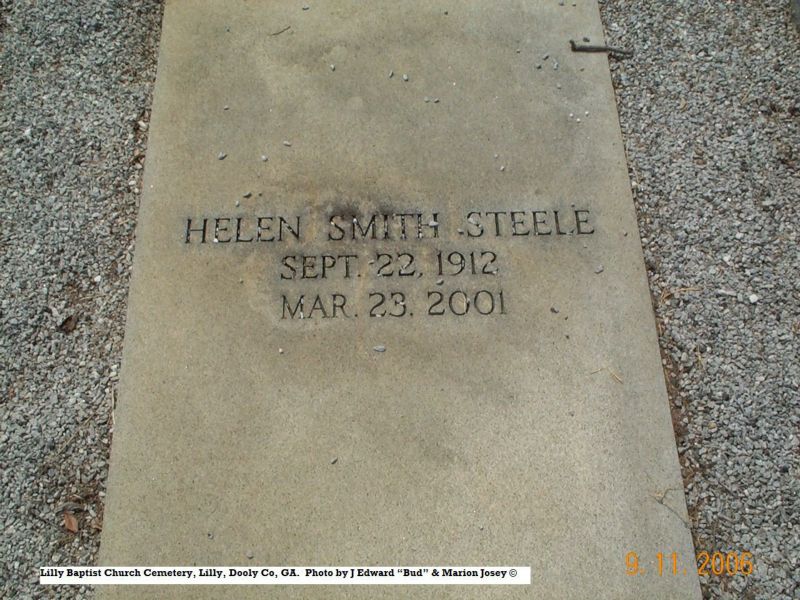 HELEN SMITH STEELE
SEPT. 22, 1912
MAR. 23, 2001
Lilly Baptist Church Cemetery, Lilly, Dooly Co, GA. Photo by J Edward “Bud” & Marion Josey ©
9. 11. 2006